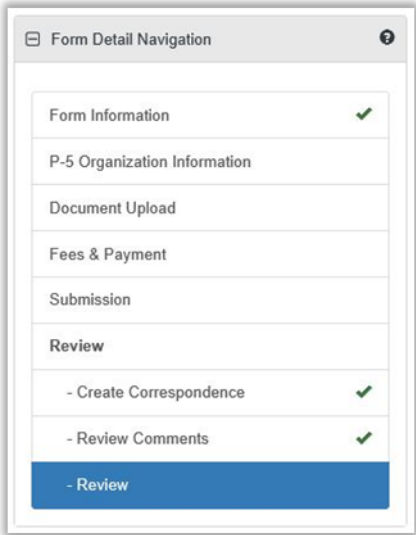 Form Detail Navigation
Form Information
P-5 Organization Information
Document Upload
Fees & Payment
Submission
Review
- Create Correspondence
- Review Comments
- Review